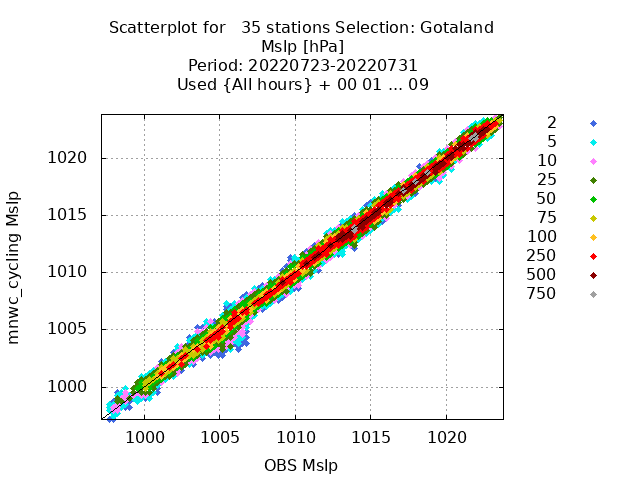 Scatterplot for   35 stations Selection: Gotaland
Mslp [hPa]
Period: 20220723-20220731
Used {All hours} + 00 01 ... 09
mnwc_cycling Mslp
1020
1015
1010
1005
1000
1000 1005 1010 1015 1020
OBS Mslp
2
5
10
25
50
75
100
250
500
750